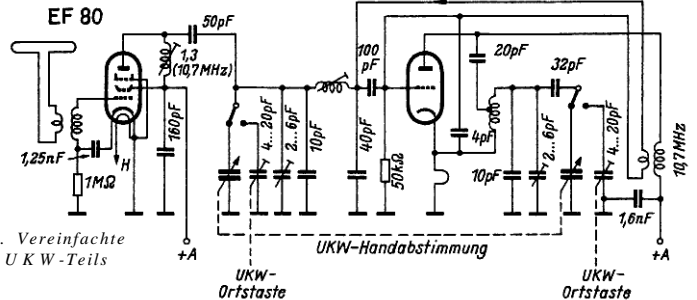 EF 80
50pF
1,3
(10,7MHz)
160pF
1,25nF
H
1MΩ
+A
4...20pF
2...6pF
10pF
100
pF
40pF
50kΩ
4pF
20pF
32pF
10pF
2...6pF
4...20pF
10,7MHz
1,6nF
+A
UKW-Handabstimmung
UKW-
Ortstaste
UKW-
Ortstaste
. Vereinfachte
UKW-Teils